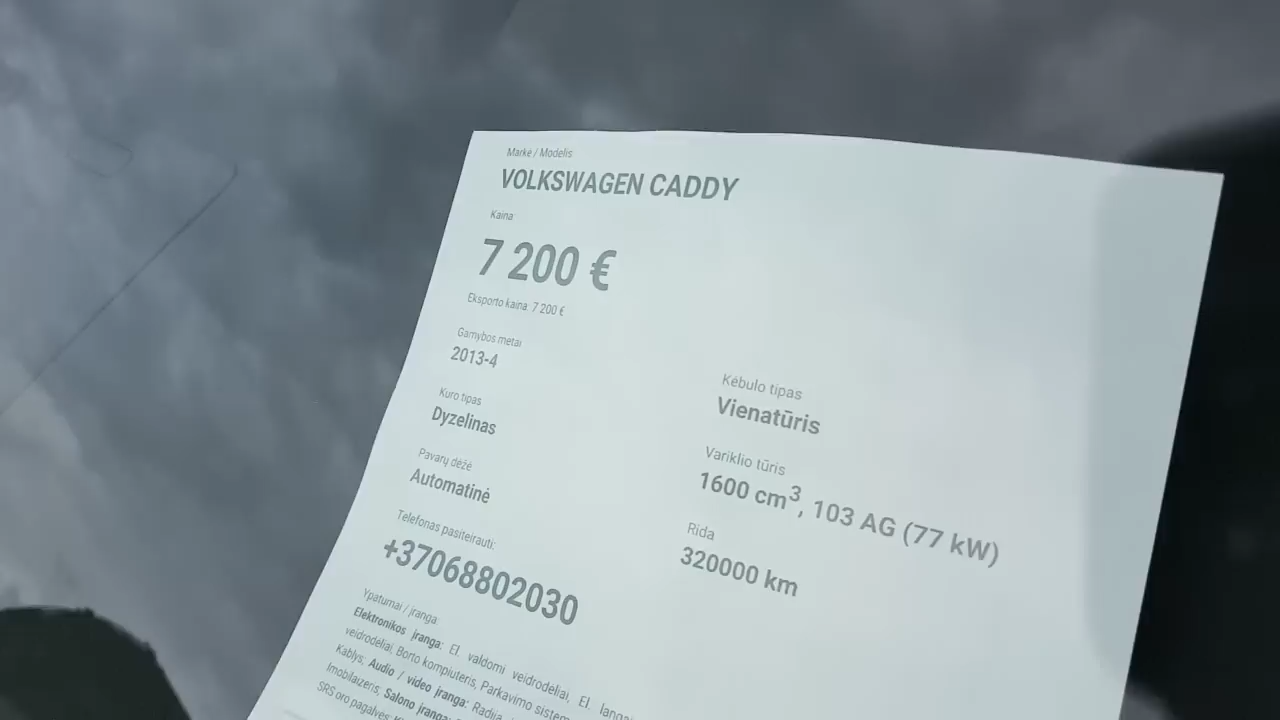 Markė / Modelis
VOLKSWAGEN CADDY
Kaina
7 200 €
Eksporto kaina: 7 200 €
Gamybos metai
2013-4
Kėbulo tipas
Vienatūris
Kuro tipas
Dyzelinas
Variklio tūris
1600 cm3, 103 AG (77 kW)
Pavarų dėžė
Automatinė
Rida
320000 km
Telefonas pasiteirauti:
+37068802030
Ypatumai / įranga:
Elektronikos įranga: El. valdomi veidrodėliai, El.
veidrodėliai, Borto kompiuteris, Parkavimo
Kablys; Audio / video įranga:
Imobilaizeris; Salono įranga:
SRS oro pagalvės,